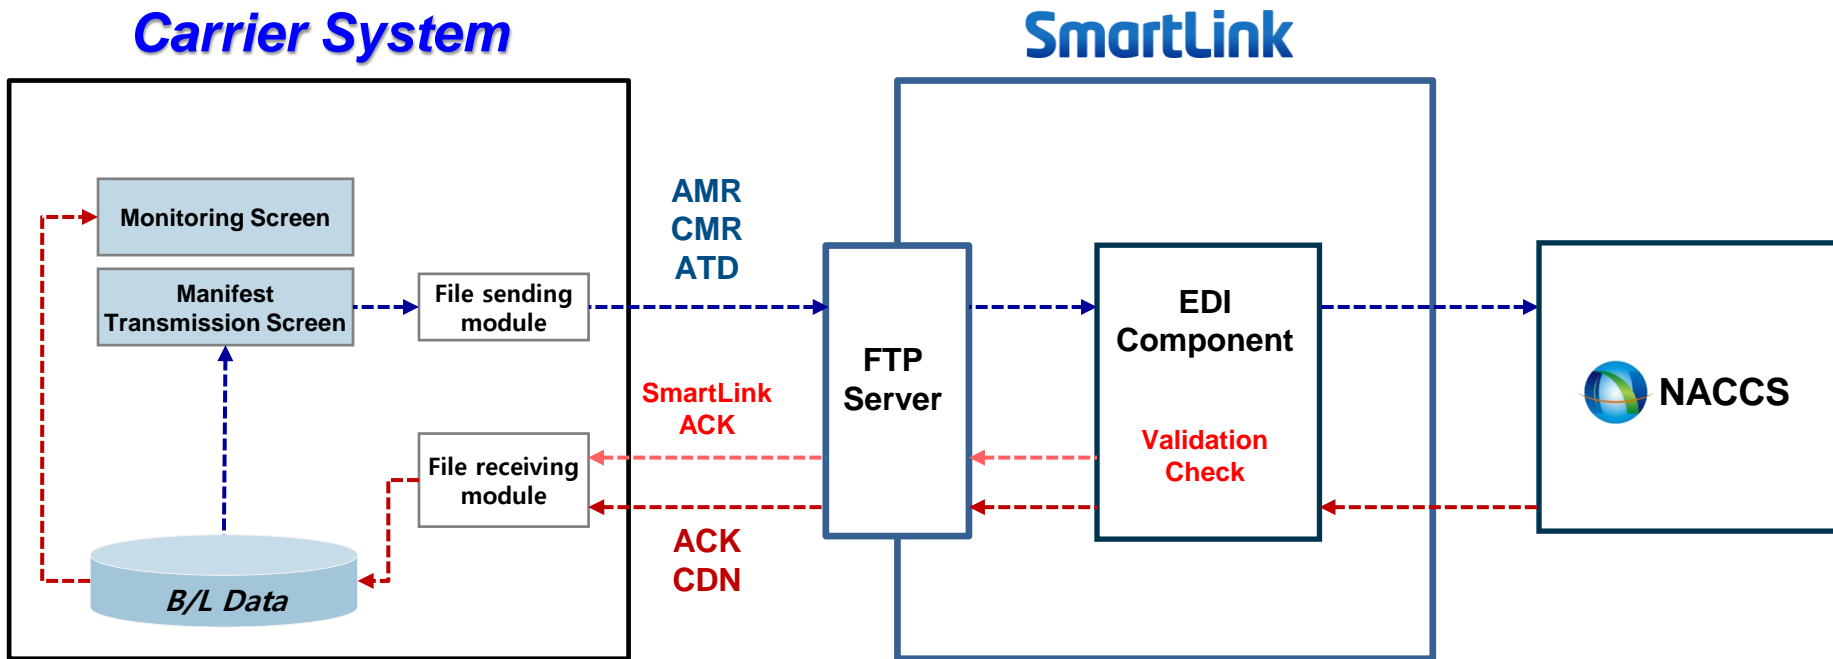 Carrier System
SmartLink
Monitoring Screen
Manifest
Transmission Screen
File sending
module
AMR
CMR
ATD
FTP
Server
EDI
Component
NACCS
SmartLink
ACK
Validation
Check
File receiving
module
ACK
CDN
B/L Data